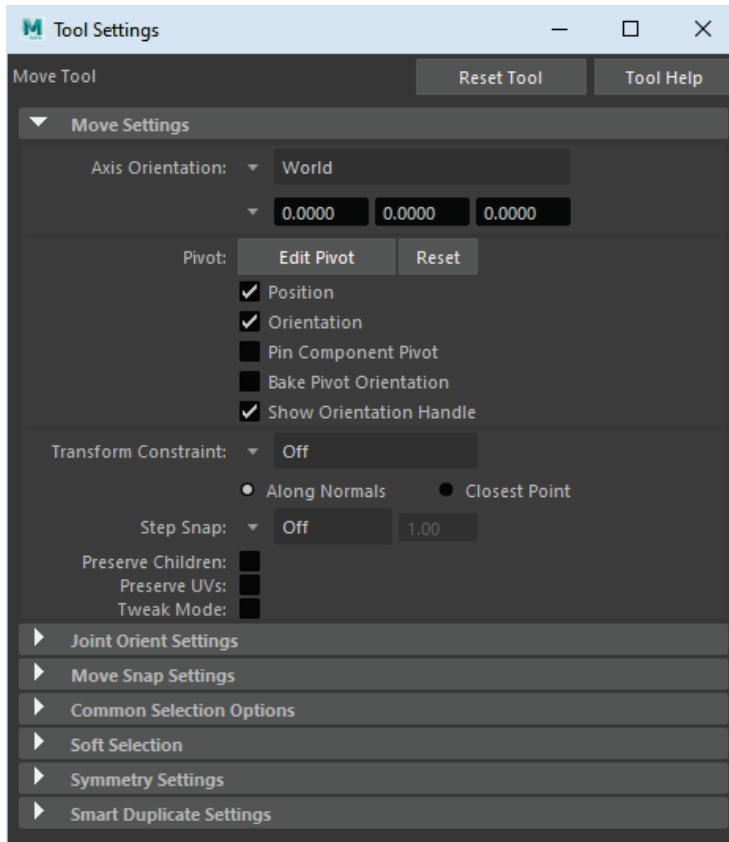 Tool Settings
Move Tool Reset Tool Tool Help
Move Settings
Axis Orientation: World
0.0000 0.0000 0.0000
Pivot: Edit Pivot Reset
Position
Orientation
Pin Component Pivot
Bake Pivot Orientation
Show Orientation Handle
Transform Constraint: Off
Along Normals Closest Point
Step Snap: Off 1.00
Preserve Children:
Preserve UVs:
Tweak Mode:
Joint Orient Settings
Move Snap Settings
Common Selection Options
Soft Selection
Symmetry Settings
Smart Duplicate Settings